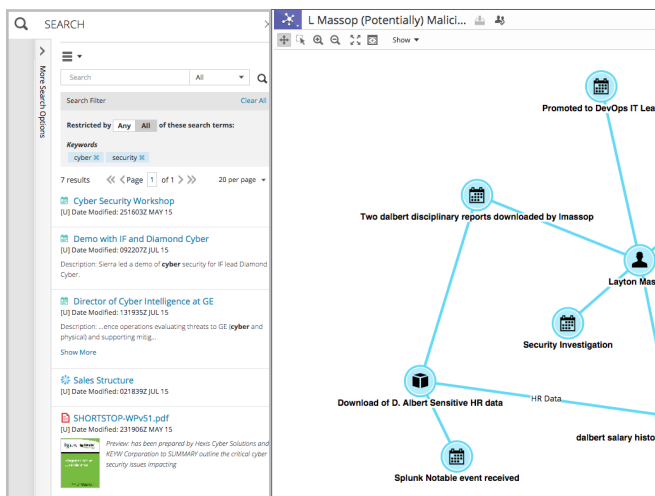 SEARCH
More Search Options
Search
All
Search Filter
Clear All
Restricted by Any All of these search terms:
Keywords
cyber
security
7 results Page 1 of 1 20 per page
Cyber Security Workshop
[U] Date Modified: 251603Z MAY 15
Demo with IF and Diamond Cyber
[U] Date Modified: 092207Z JUL 15
Description: Sierra led a demo of cyber security for IF lead Diamond
Cyber.
Director of Cyber Intelligence at GE
[U] Date Modified: 131935Z JUL 15
Description: ...ence operations evaluating threats to GE (cyber and
physical) and supporting mitig...
Show More
Sales Structure
[U] Date Modified: 021839Z JUL 15
SHORTSTOP-WPv51.pdf
[U] Date Modified: 231906Z MAY 15
Preview: has been prepared by Hexis Cyber Solutions and
KEYW Corporation to SUMMARY outline the critical cyber
security issues impacting
L Massop (Potentially) Malici...
Show
Promoted to DevOps IT Lea
Two dalbert disciplinary reports downloaded by lmassop
Layton Mas
Security Investigation
Download of D. Albert Sensitive HR data
HR Data
dalbert salary histo
Splunk Notable event received